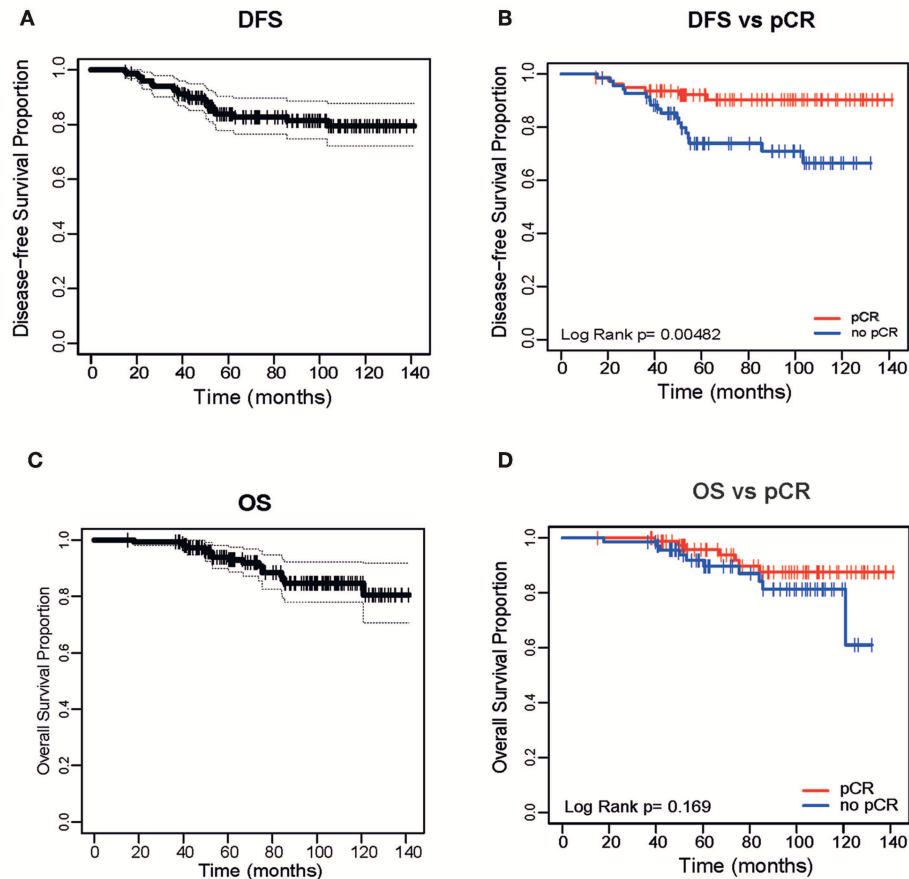 A
DFS
Disease-free Survival Proportion
1.0
0.8
0.6
0.4
0.2
0.0
0 20 40 60 80 100 120 140
Time (months)
B
DFS vs pCR
Disease-free Survival Proportion
1.0
0.8
0.6
0.4
0.2
0.0
pCR
no pCR
Log Rank p= 0.00482
0 20 40 60 80 100 120 140
Time (months)
C
OS
Overall Survival Proportion
1.0
0.8
0.6
0.4
0.2
0.0
0 20 40 60 80 100 120 140
Time (months)
D
OS vs pCR
Overall Survival Proportion
1.0
0.8
0.6
0.4
0.2
0.0
pCR
no pCR
Log Rank p= 0.169
0 20 40 60 80 100 120 140
Time (months)